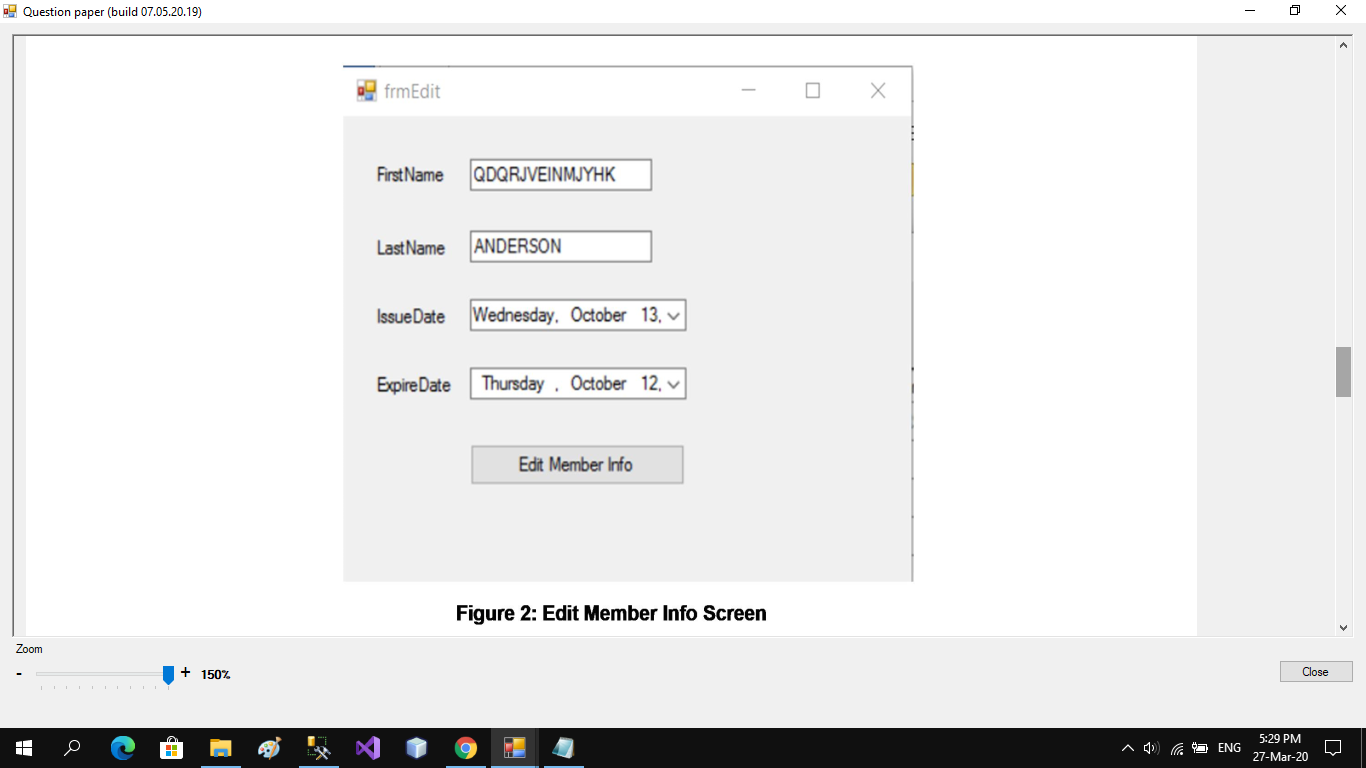 Question paper (build 07.05.20.19)
frmEdit
FirstName QDQRJVEINMJYHK
LastName ANDERSON
IssueDate Wednesday, October 13,
ExpireDate Thursday , October 12,
Edit Member Info
Figure 2: Edit Member Info Screen
Zoom
- + 150%
Close
ENG
5:29 PM
27-Mar-20